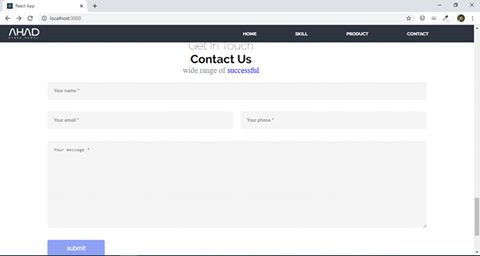 React App
localhost:3000
AHAD
HOME SKILL PRODUCT CONTACT
Get In Touch
Contact Us
wide range of successful
Your name *
Your email * Your phone *
Your message *
submit